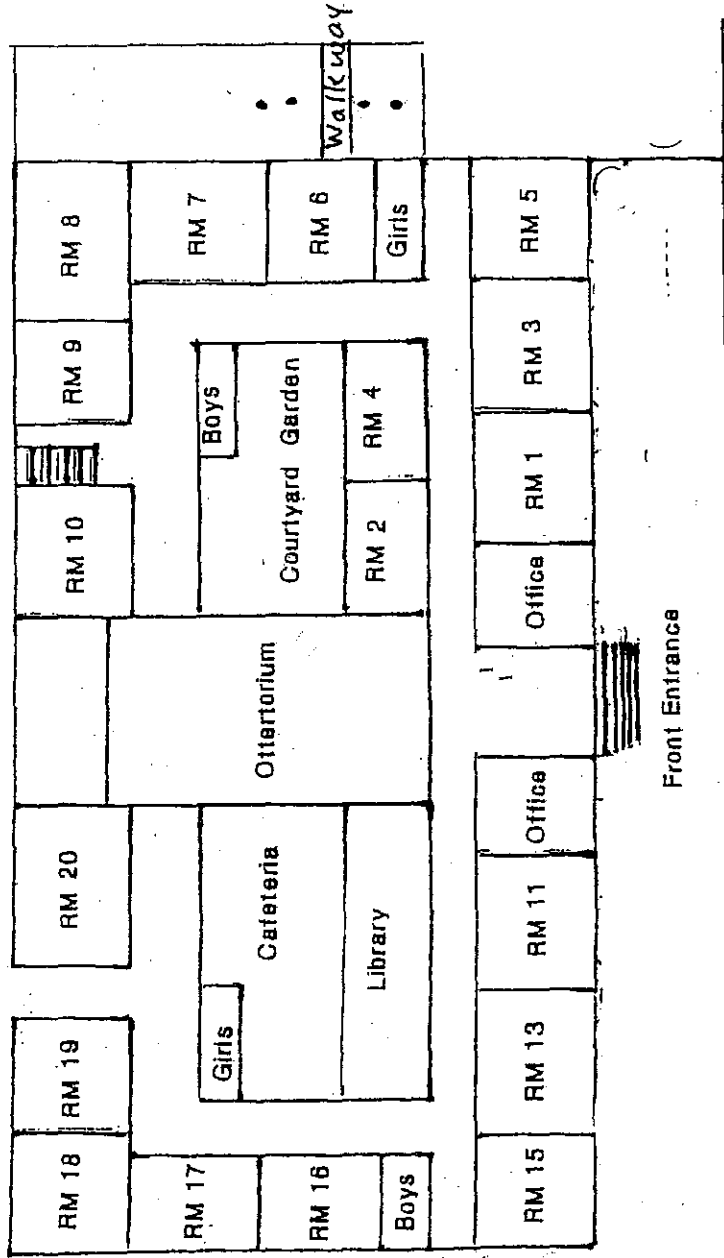 RM 18
RM 19
RM 20
RM 10
RM 9
RM 8
RM 17
RM 7
Girls
Boys
Cafeteria
Ottertorium
Courtyard Garden
RM 16
RM 6
Walkway
Library
RM 2
RM 4
Boys
Girls
RM 15
RM 13
RM 11
Office
Office
RM 1
RM 3
RM 5
Front Entrance